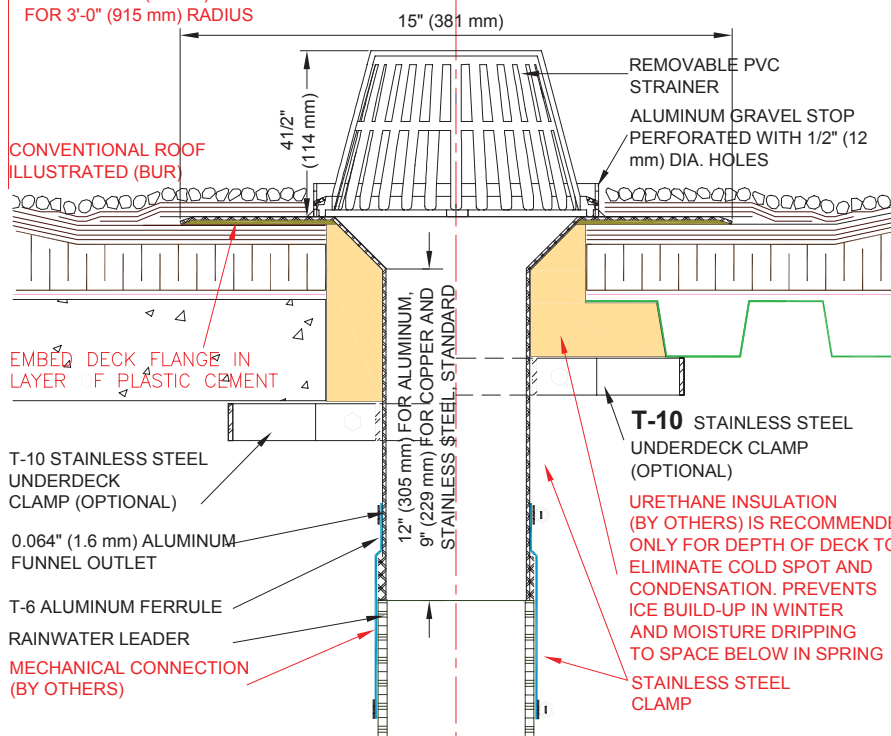 FOR 3'-0" (915 mm) RADIUS
15" (381 mm)
41/2"
(114 mm)
REMOVABLE PVC
STRAINER
ALUMINUM GRAVEL STOP
PERFORATED WITH 1/2" (12
mm) DIA. HOLES
CONVENTIONAL ROOF
ILLUSTRATED (BUR)
EMBED DECK FLANGE IN
LAYER F PLASTIC CEMENT
12" (305 mm) FOR ALUMINUM,
9" (229 mm) FOR COPPER AND
STAINLESS STEEL, STANDARD
T-10 STAINLESS STEEL
UNDERDECK CLAMP
(OPTIONAL)
T-10 STAINLESS STEEL
UNDERDECK
CLAMP (OPTIONAL)
0.064" (1.6 mm) ALUMINUM
FUNNEL OUTLET
T-6 ALUMINUM FERRULE
RAINWATER LEADER
MECHANICAL CONNECTION
(BY OTHERS)
URETHANE INSULATION
(BY OTHERS) IS RECOMMENDE
ONLY FOR DEPTH OF DECK TO
ELIMINATE COLD SPOT AND
CONDENSATION. PREVENTS
ICE BUILD-UP IN WINTER
AND MOISTURE DRIPPING
TO SPACE BELOW IN SPRING
STAINLESS STEEL
CLAMP